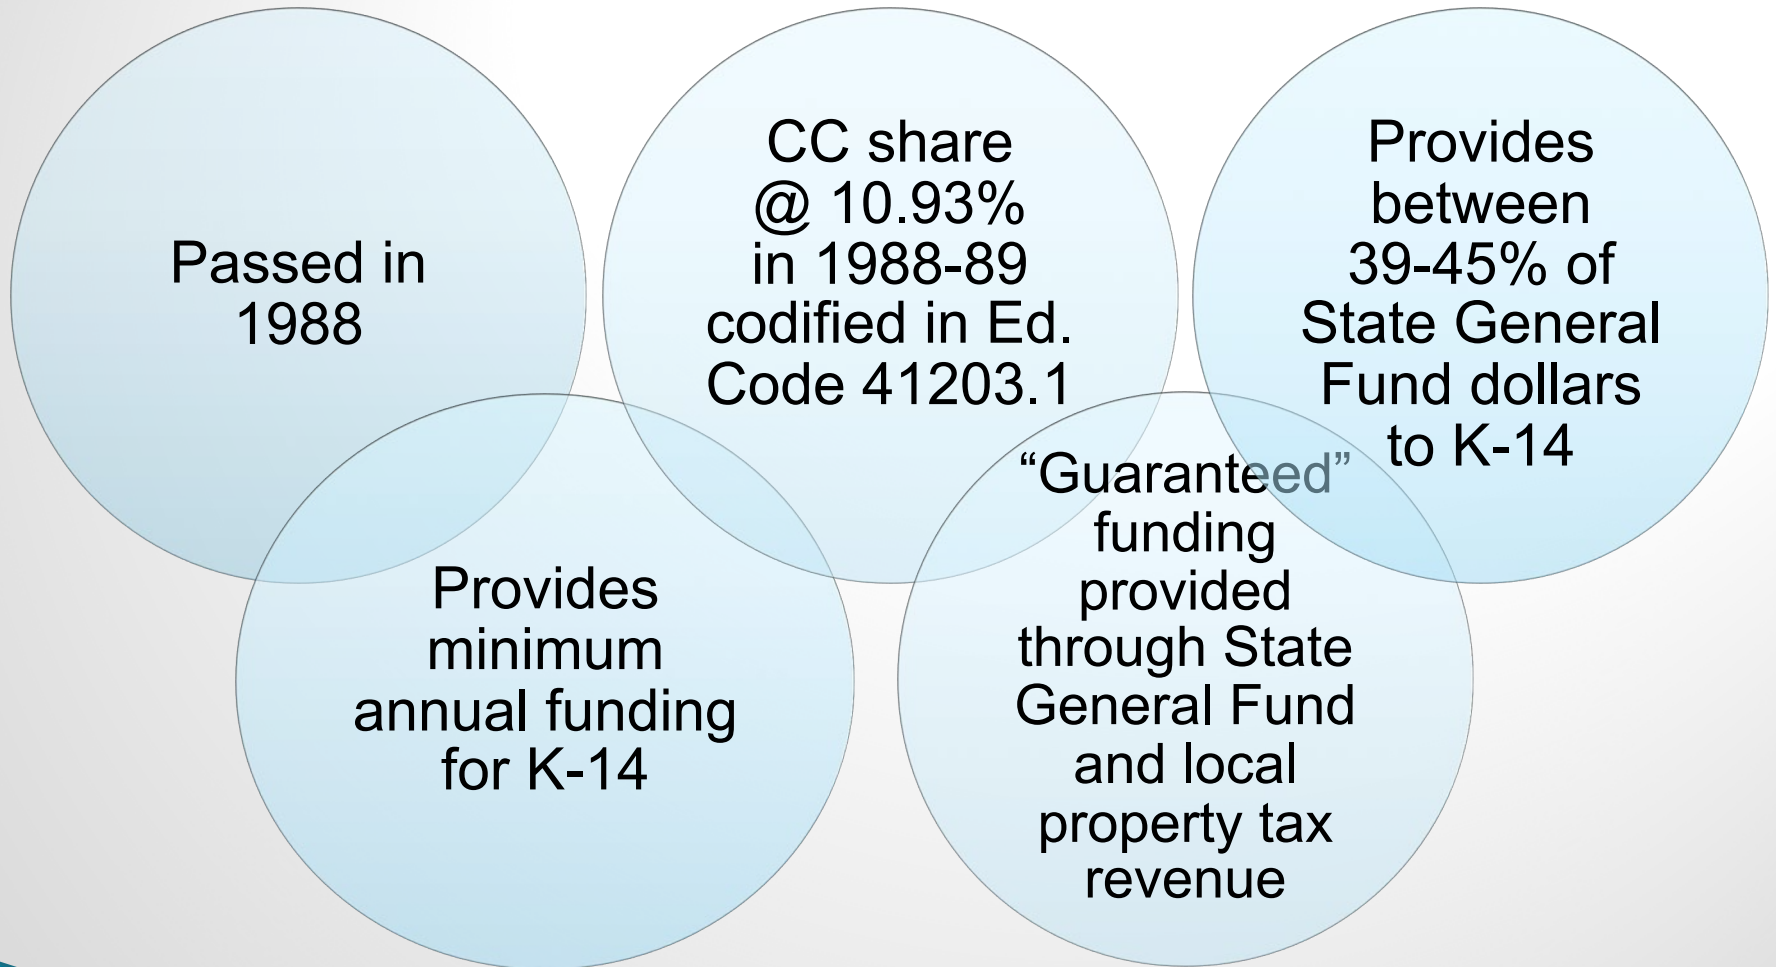 Passed in
1988
Provides
minimum
annual funding
for K-14
CC share
@ 10.93%
in 1988-89
codified in Ed.
Code 41203.1
“Guaranteed”
funding
provided
through State
General Fund
and local
property tax
revenue
Provides
between
39-45% of
State General
Fund dollars
to K-14